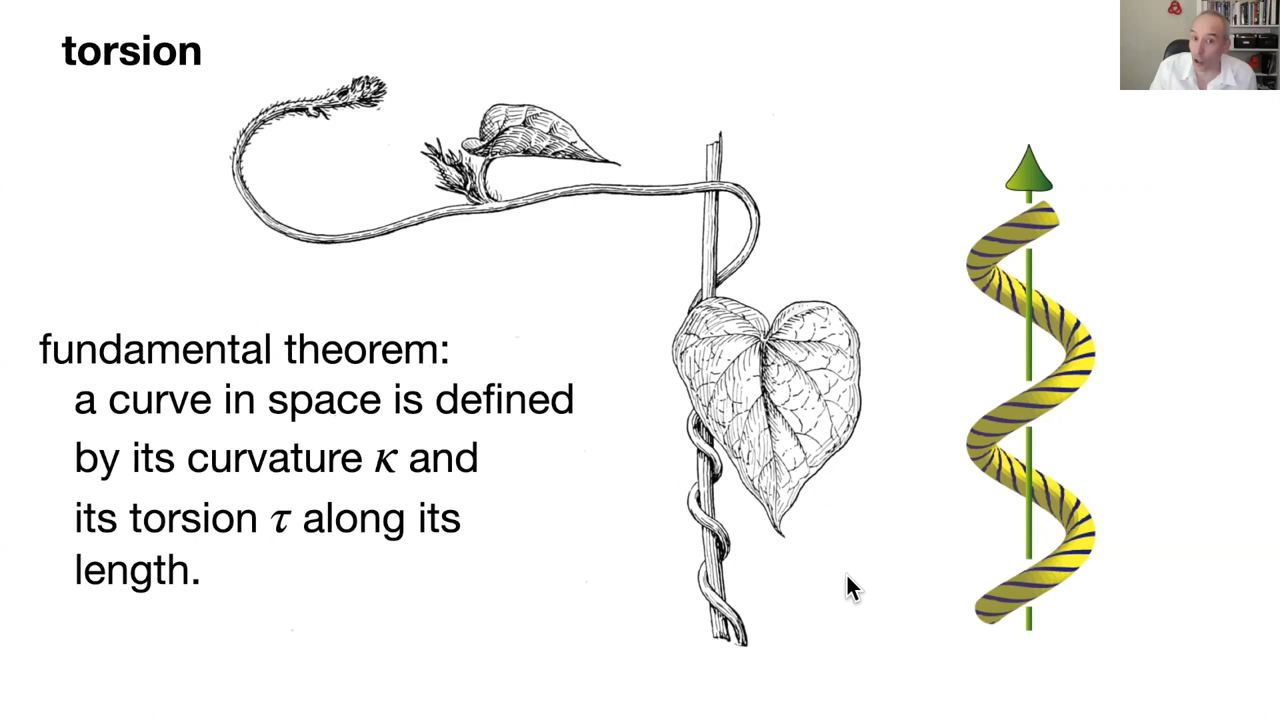 torsion
fundamental theorem:
a curve in space is defined
by its curvature κ and
its torsion τ along its
length.